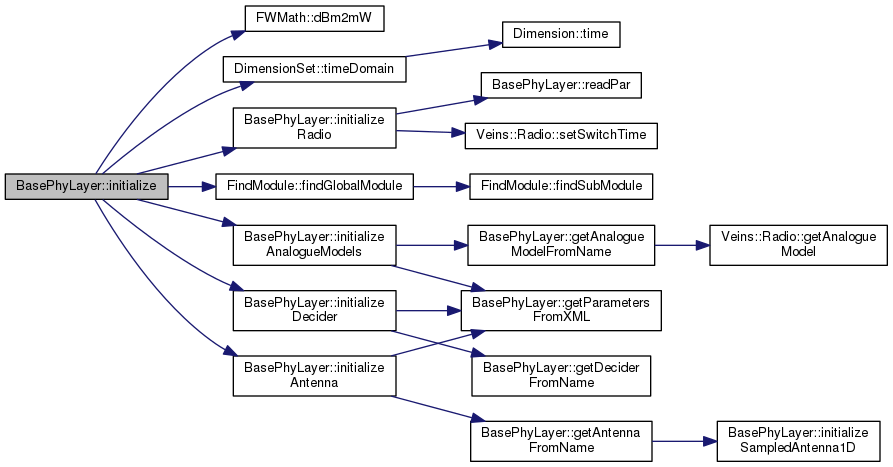 BasePhyLayer::initialize
FWMath::dBm2mW
DimensionSet::timeDomain
Dimension::time
BasePhyLayer::initialize
Radio
BasePhyLayer::readPar
Veins::Radio::setSwitchTime
FindModule::findGlobalModule
FindModule::findSubModule
BasePhyLayer::initialize
AnalogueModels
BasePhyLayer::getAnalogue
ModelFromName
Veins::Radio::getAnalogue
Model
BasePhyLayer::getParameters
FromXML
BasePhyLayer::initialize
Decider
BasePhyLayer::getDecider
FromName
BasePhyLayer::initialize
Antenna
BasePhyLayer::getAntenna
FromName
BasePhyLayer::initialize
SampledAntenna1D